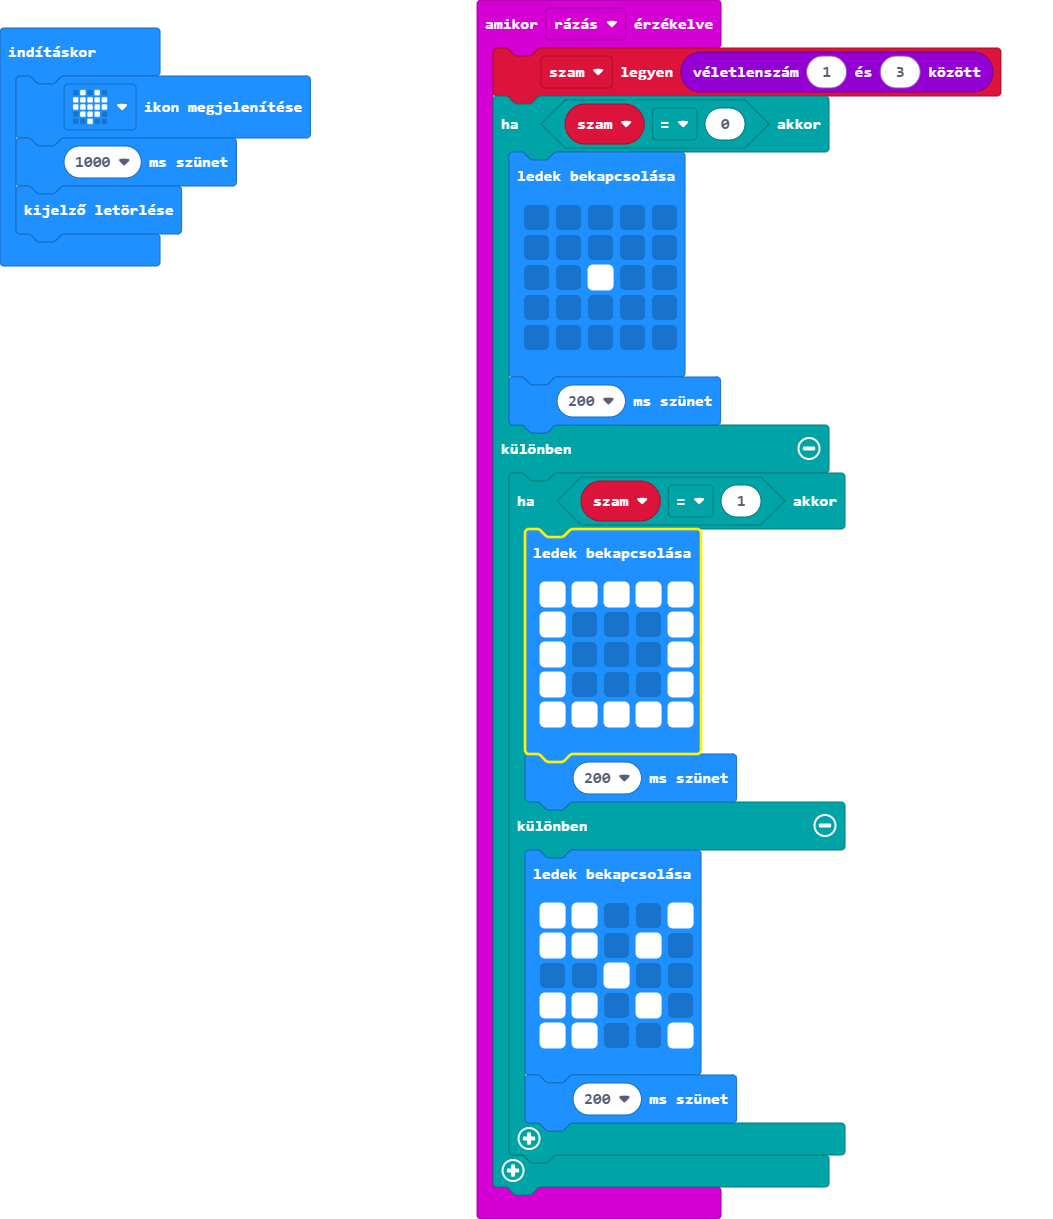 indításkor
ikon megjelenítése
1000 ms szünet
kijelző letörlése
amikor rázás érzékelve
szam legyen véletlenszám 1 és 3 között
ha szam = 0 akkor
ledek bekapcsolása
200 ms szünet
különben
ha szam = 1 akkor
ledek bekapcsolása
200 ms szünet
különben
ledek bekapcsolása
200 ms szünet